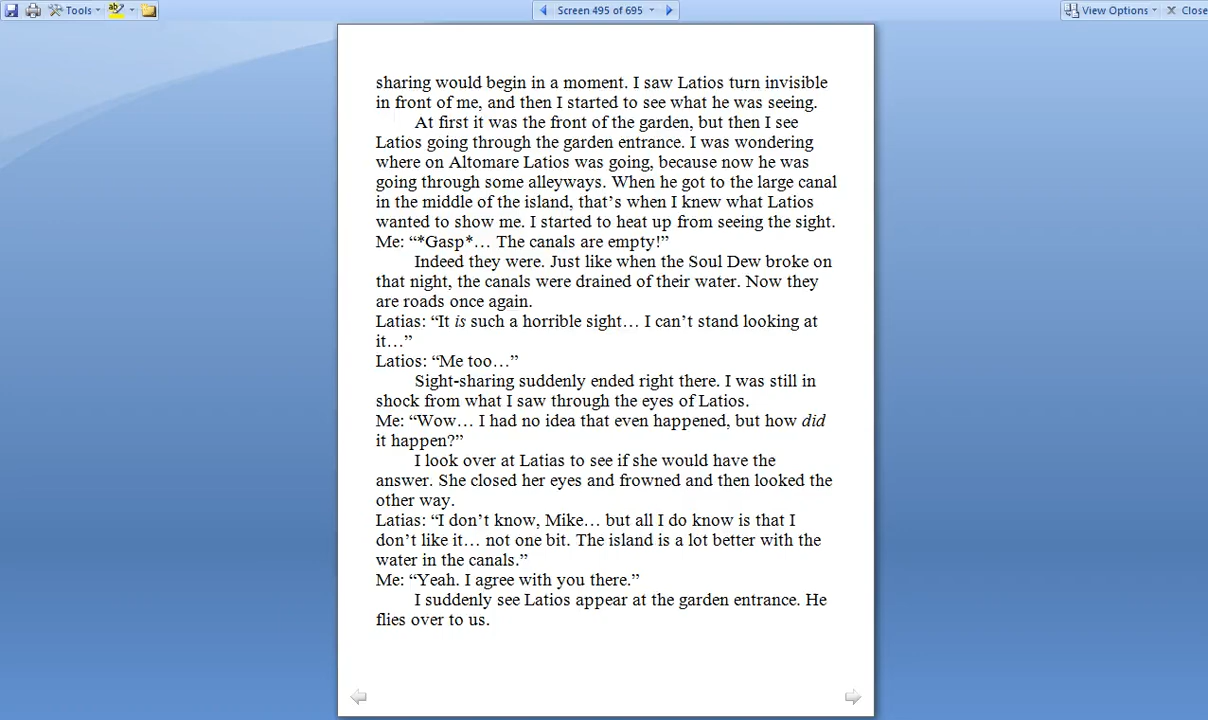 Tools
Screen 495 of 695
View Options
Close
sharing would begin in a moment. I saw Latios turn invisible
in front of me, and then I started to see what he was seeing.
At first it was the front of the garden, but then I see
Latios going through the garden entrance. I was wondering
where on Altomare Latios was going, because now he was
going through some alleyways. When he got to the large canal
in the middle of the island, that’s when I knew what Latios
wanted to show me. I started to heat up from seeing the sight.
Me: “*Gasp*… The canals are empty!”
Indeed they were. Just like when the Soul Dew broke on
that night, the canals were drained of their water. Now they
are roads once again.
Latias: “It is such a horrible sight… I can’t stand looking at
it…”
Latios: “Me too…”
Sight-sharing suddenly ended right there. I was still in
shock from what I saw through the eyes of Latios.
Me: “Wow… I had no idea that even happened, but how did
it happen?”
I look over at Latias to see if she would have the
answer. She closed her eyes and frowned and then looked the
other way.
Latias: “I don’t know, Mike… but all I do know is that I
don’t like it… not one bit. The island is a lot better with the
water in the canals.”
Me: “Yeah. I agree with you there.”
I suddenly see Latios appear at the garden entrance. He
flies over to us.